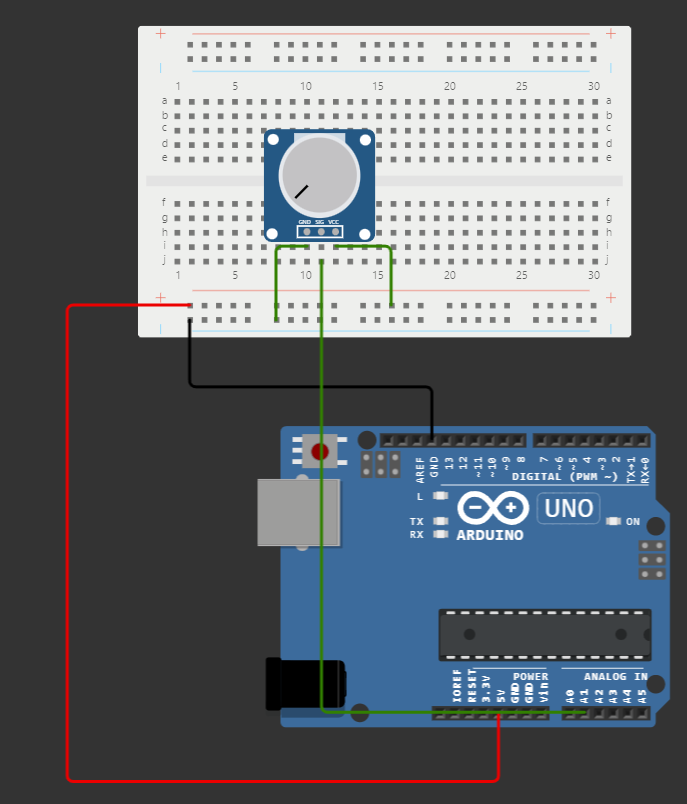 + +
| |
1 5 10 15 20 25 30
a a
b b
c c
d d
e e
GND SIG VCC
f f
g g
h h
i i
j j
1 5 10 15 20 25 30
+ +
| |
AREF GND 13 12 ~11 ~10 ~9 8 7 ~6 ~5 4 ~3 2 TX→1 RX←0
DIGITAL (PWM ~)
L
TX
RX
UNO
ON
ARDUINO
POWER ANALOG IN
IOREF RESET 3.3V 5V GND GND Vin A0 A1 A2 A3 A4 A5